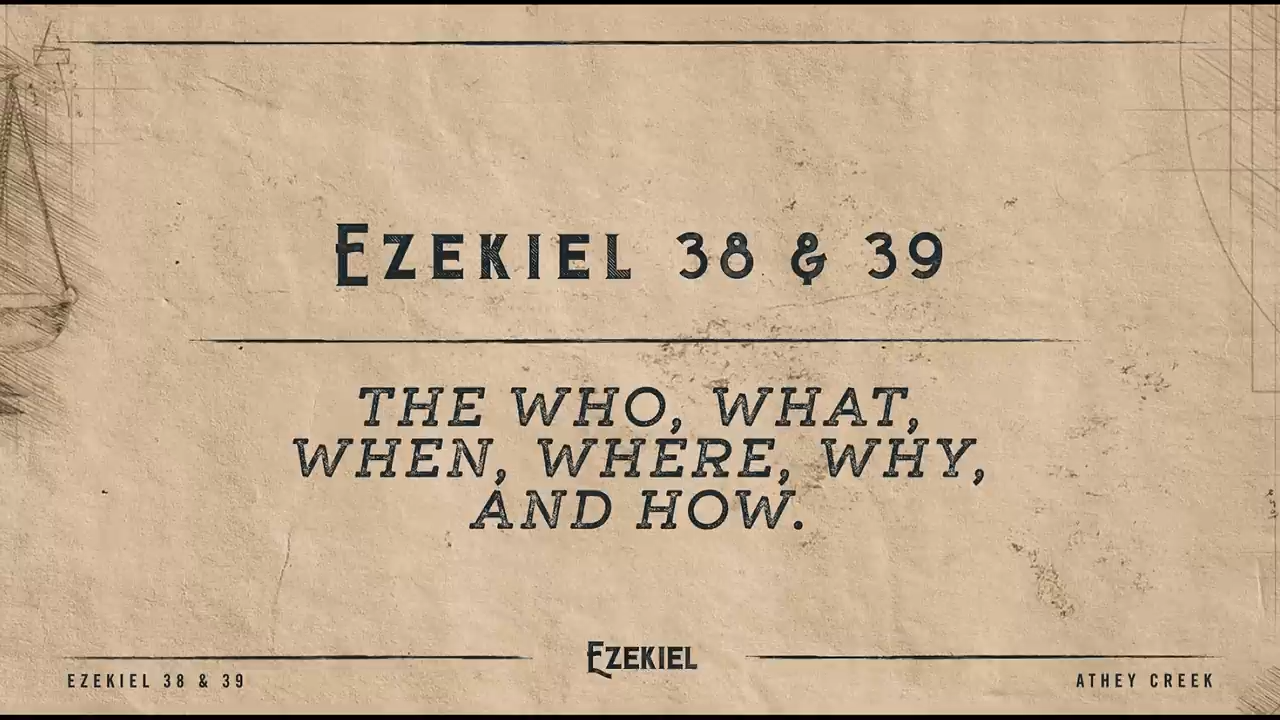 Ezekiel 38 & 39
THE WHO, WHAT,
WHEN, WHERE, WHY,
AND HOW.
EZEKIEL
EZEKIEL 38 & 39
ATHEY CREEK